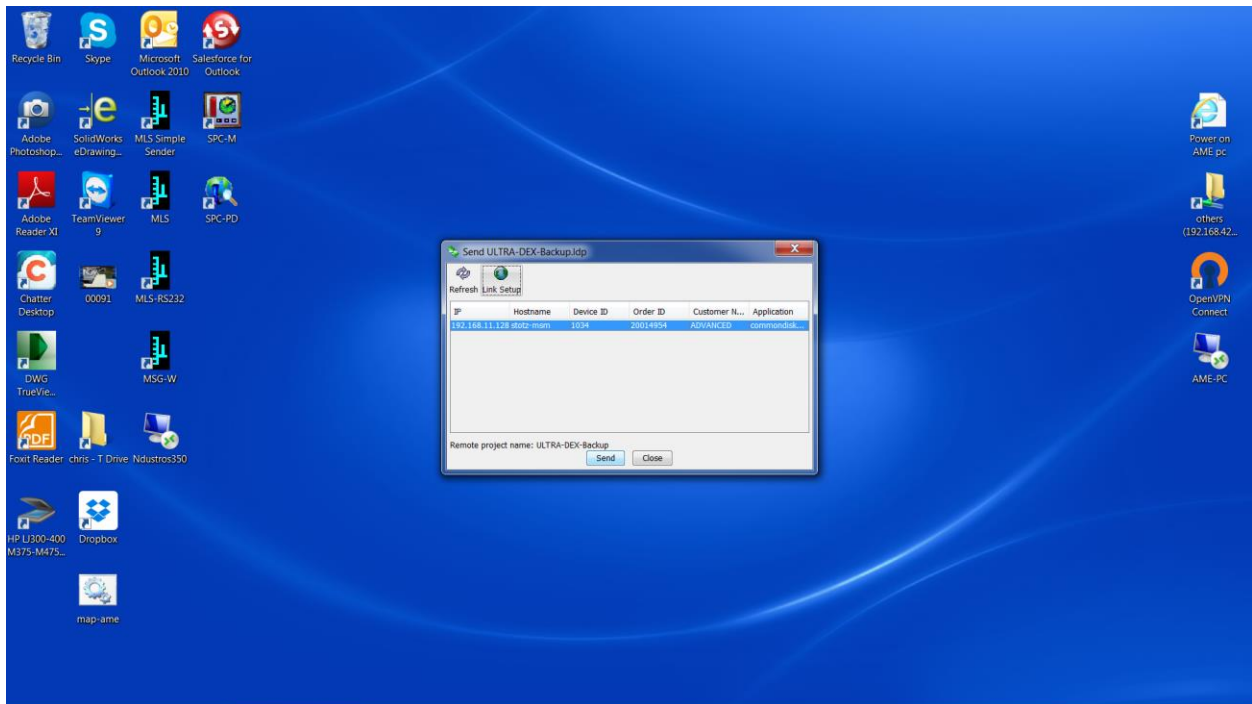 Recycle Bin
Skype
Microsoft
Outlook 2010
Salesforce for
Outlook
Adobe
Photoshop...
SolidWorks
eDrawing...
MLS Simple
Sender
SPC-M
Adobe
Reader XI
TeamViewer
9
MLS
SPC-PD
Chatter
Desktop
00091
MLS-RS232
DWG
TrueVie...
MSG-W
PDF
Foxit Reader
chris - T Drive
Ndustros350
HP LJ300-400
M375-M475...
Dropbox
map-ame
Send ULTRA-DEX-Backup.ldp
Refresh Link Setup
IP Hostname Device ID Order ID Customer N... Application
192.168.11.128 stotz-msm 1034 20014954 ADVANCED commondisk...
Remote project name: ULTRA-DEX-Backup
Send Close
Power on
AME pc
others
(192.168.42...
OpenVPN
Connect
AME-PC